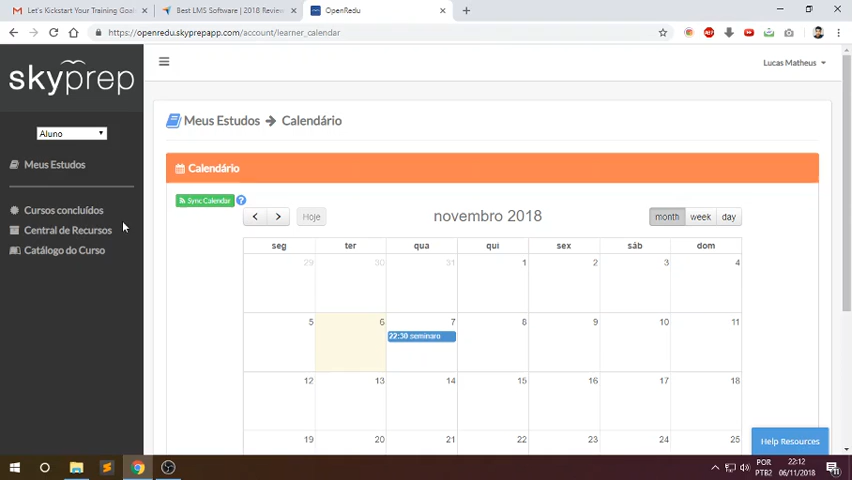 Let's Kickstart Your Training Goal
Best LMS Software | 2018 Review
OpenRedu
https://openredu.skyprepapp.com/account/learner_calendar
skyprep
Lucas Matheus
Aluno
Meus Estudos
Cursos concluídos
Central de Recursos
Catálogo do Curso
Meus Estudos → Calendário
Calendário
Sync Calendar ?
< > Hoje
novembro 2018
month week day
seg ter qua qui sex sáb dom
29 30 31 1 2 3 4
5 6 7 8 9 10 11
22:30 seminaro
12 13 14 15 16 17 18
19 20 21 22 23 24 25
Help Resources
POR 22:12
PTB2 06/11/2018